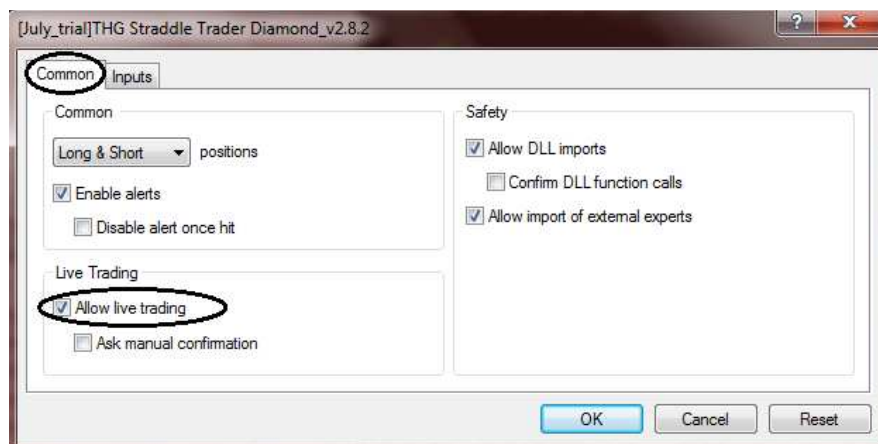 [July_trial]THG Straddle Trader Diamond_v2.8.2
?
X
Common
Inputs
Common
Long & Short
positions
Enable alerts
Disable alert once hit
Live Trading
Allow live trading
Ask manual confirmation
Safety
Allow DLL imports
Confirm DLL function calls
Allow import of external experts
OK
Cancel
Reset